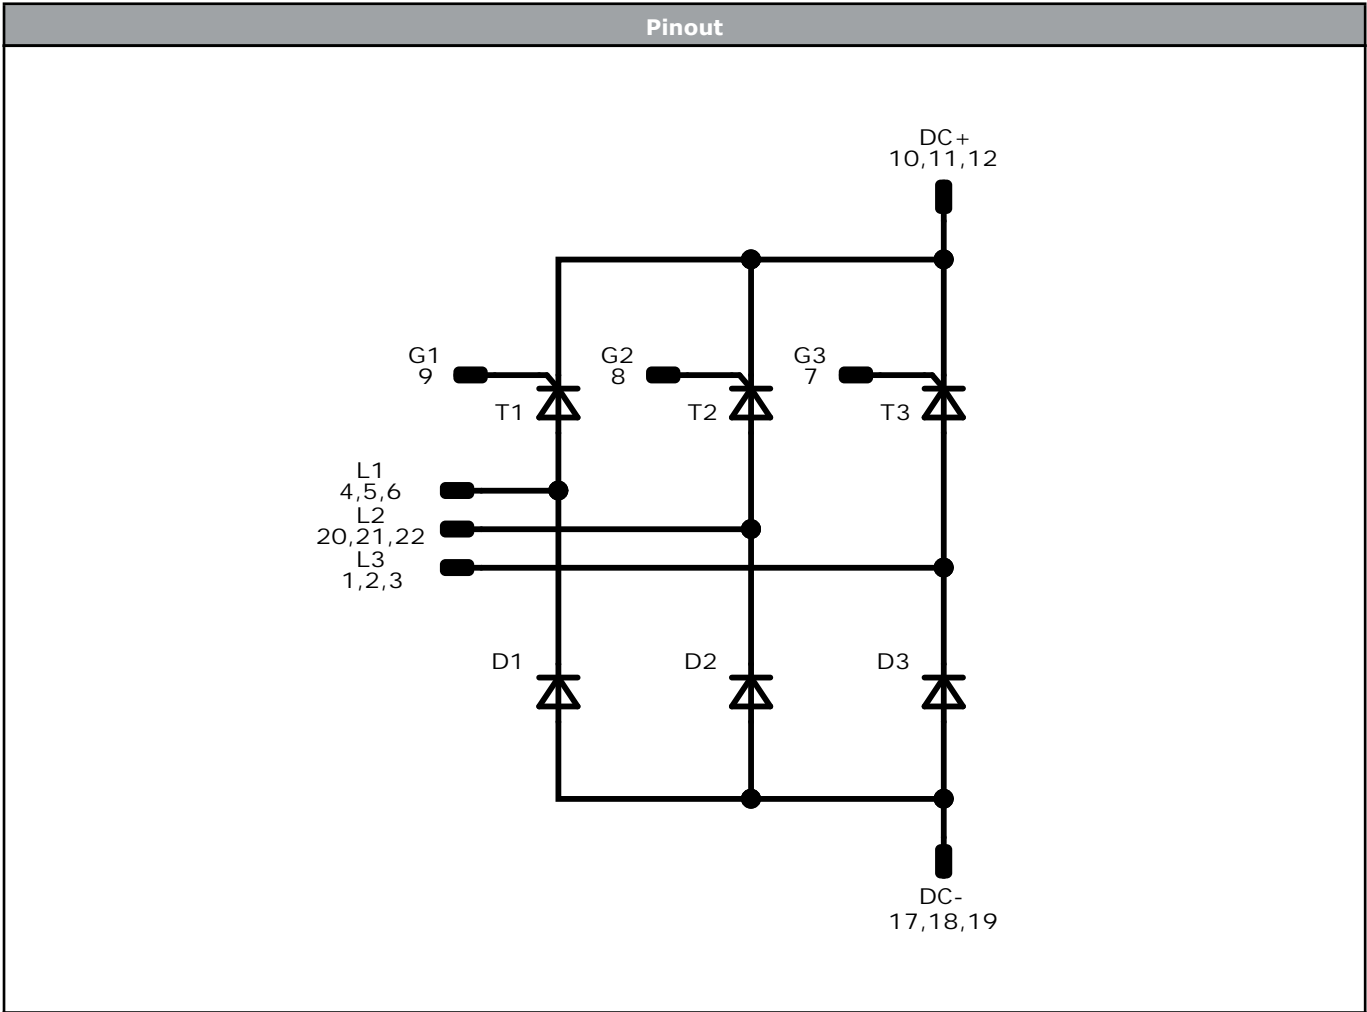 Pinout
DC+
10,11,12
G1
9
G2
8
G3
7
T1
T2
T3
L1
4,5,6
L2
20,21,22
L3
1,2,3
D1
D2
D3
DC-
17,18,19